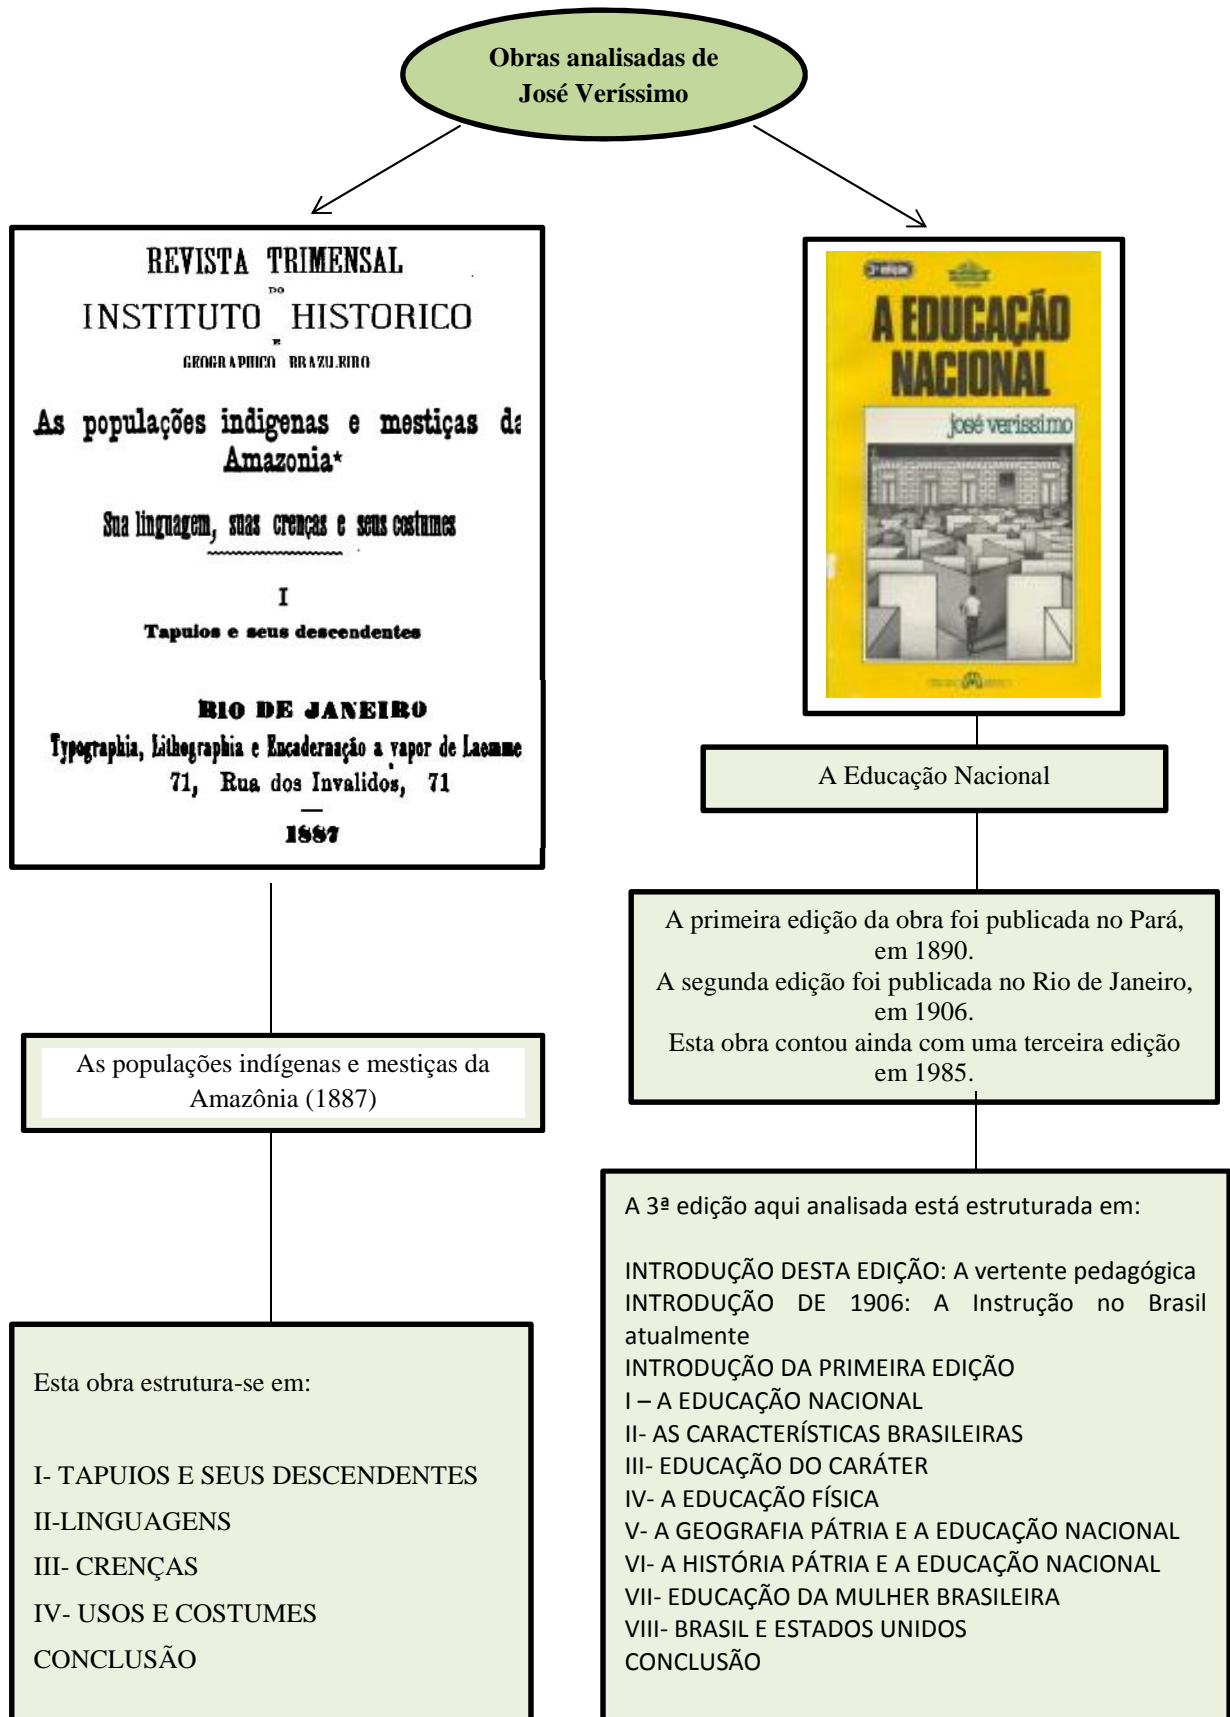 Obras analisadas de
José Veríssimo
REVISTA TRIMENSAL
DO
INSTITUTO HISTORICO
E
GEOGRAPHICO BRAZILEIRO
As populações indigenas e mestiças da
Amazonia*
Sua linguagem, suas crenças e seus costumes
I
Tapuios e seus descendentes
RIO DE JANEIRO
Typographia, Lithographia e Encadernação a vapor de Laemme
71, Rua dos Invalidos, 71
1887
As populações indígenas e mestiças da
Amazônia (1887)
Esta obra estrutura-se em:
I- TAPUIOS E SEUS DESCENDENTES
II-LINGUAGENS
III- CRENÇAS
IV- USOS E COSTUMES
CONCLUSÃO
3ª edição
A EDUCAÇÃO
NACIONAL
josé verissimo
A Educação Nacional
A primeira edição da obra foi publicada no Pará,
em 1890.
A segunda edição foi publicada no Rio de Janeiro,
em 1906.
Esta obra contou ainda com uma terceira edição
em 1985.
A 3ª edição aqui analisada está estruturada em:
INTRODUÇÃO DESTA EDIÇÃO: A vertente pedagógica
INTRODUÇÃO DE 1906: A Instrução no Brasil
atualmente
INTRODUÇÃO DA PRIMEIRA EDIÇÃO
I – A EDUCAÇÃO NACIONAL
II- AS CARACTERÍSTICAS BRASILEIRAS
III- EDUCAÇÃO DO CARÁTER
IV- A EDUCAÇÃO FÍSICA
V- A GEOGRAFIA PÁTRIA E A EDUCAÇÃO NACIONAL
VI- A HISTÓRIA PÁTRIA E A EDUCAÇÃO NACIONAL
VII- EDUCAÇÃO DA MULHER BRASILEIRA
VIII- BRASIL E ESTADOS UNIDOS
CONCLUSÃO